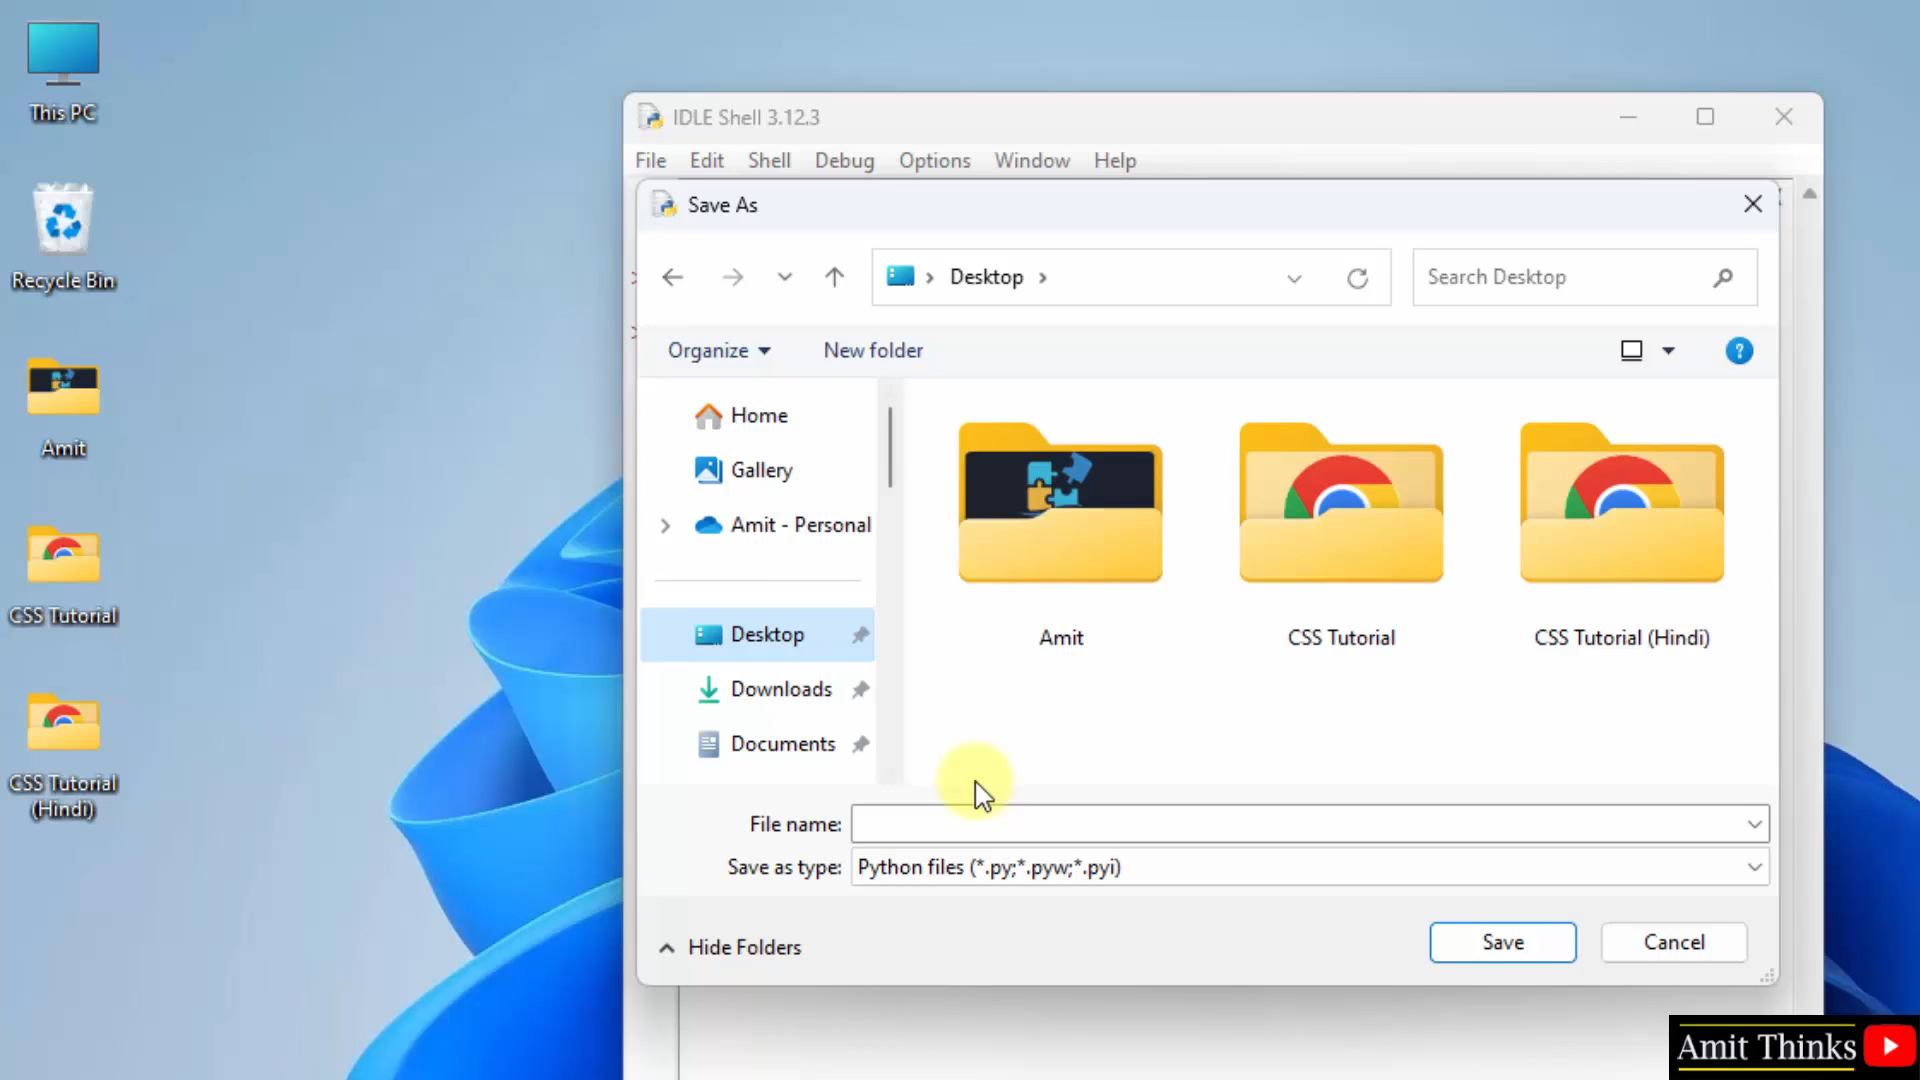 This PC
Recycle Bin
Amit
CSS Tutorial
CSS Tutorial
(Hindi)
IDLE Shell 3.12.3
File Edit Shell Debug Options Window Help
Save As
Desktop
Search Desktop
Organize New folder
Home
Gallery
Amit - Personal
Desktop
Downloads
Documents
Amit
CSS Tutorial
CSS Tutorial (Hindi)
File name:
Save as type: Python files (*.py;*.pyw;*.pyi)
Hide Folders
Save
Cancel
Amit Thinks